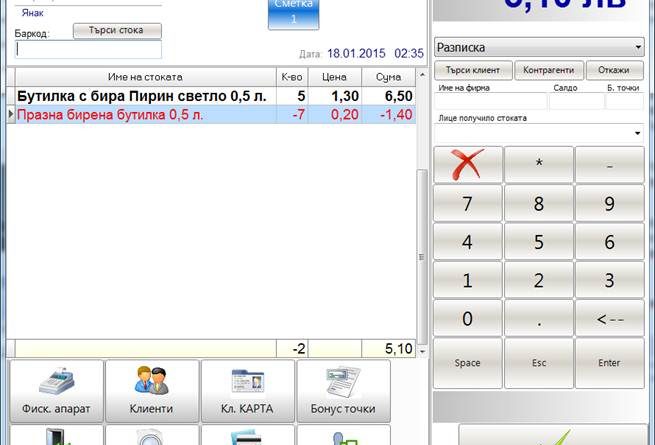 Янак
Баркод:
Търси стока
Сметка
1
Дата: 18.01.2015 02:35
Име на стоката К-во Цена Сума
Бутилка с бира Пирин светло 0,5 л. 5 1,30 6,50
Празна бирена бутилка 0,5 л. -7 0,20 -1,40
-2 5,10
Фиск. апарат
Клиенти
Кл. КАРТА
Бонус точки
5,10 лв
Разписка
Търси клиент Контрагенти Откажи
Име на фирма Салдо Б. точки
Лице получило стоката
* -
7 8 9
4 5 6
1 2 3
0 . <--
Space Esc Enter